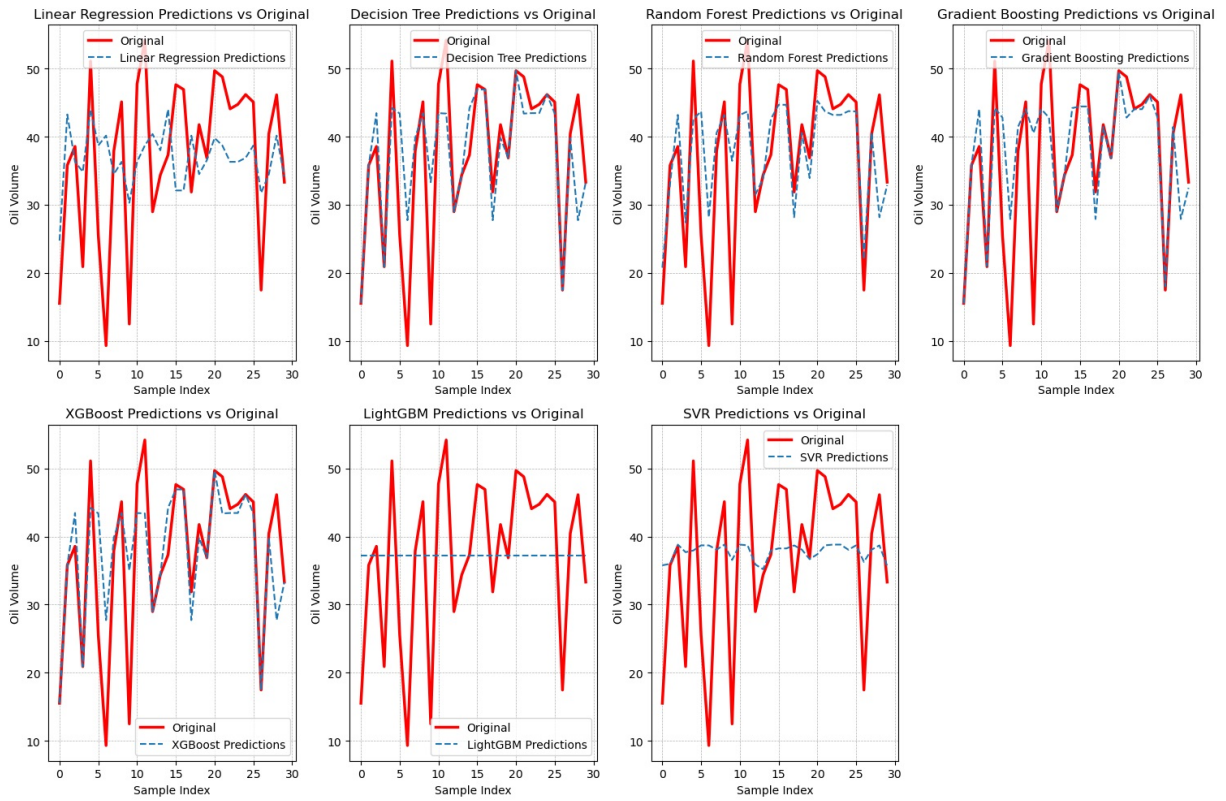 Linear Regression Predictions vs Original
Original
Linear Regression Predictions
Oil Volume
50
40
30
20
10
0 5 10 15 20 25 30
Sample Index
Decision Tree Predictions vs Original
Original
Decision Tree Predictions
Oil Volume
50
40
30
20
10
0 5 10 15 20 25 30
Sample Index
Random Forest Predictions vs Original
Original
Random Forest Predictions
Oil Volume
50
40
30
20
10
0 5 10 15 20 25 30
Sample Index
Gradient Boosting Predictions vs Original
Original
Gradient Boosting Predictions
Oil Volume
50
40
30
20
10
0 5 10 15 20 25 30
Sample Index
XGBoost Predictions vs Original
Oil Volume
50
40
30
20
10
Original
XGBoost Predictions
0 5 10 15 20 25 30
Sample Index
LightGBM Predictions vs Original
Oil Volume
50
40
30
20
10
Original
LightGBM Predictions
0 5 10 15 20 25 30
Sample Index
SVR Predictions vs Original
Original
SVR Predictions
Oil Volume
50
40
30
20
10
0 5 10 15 20 25 30
Sample Index